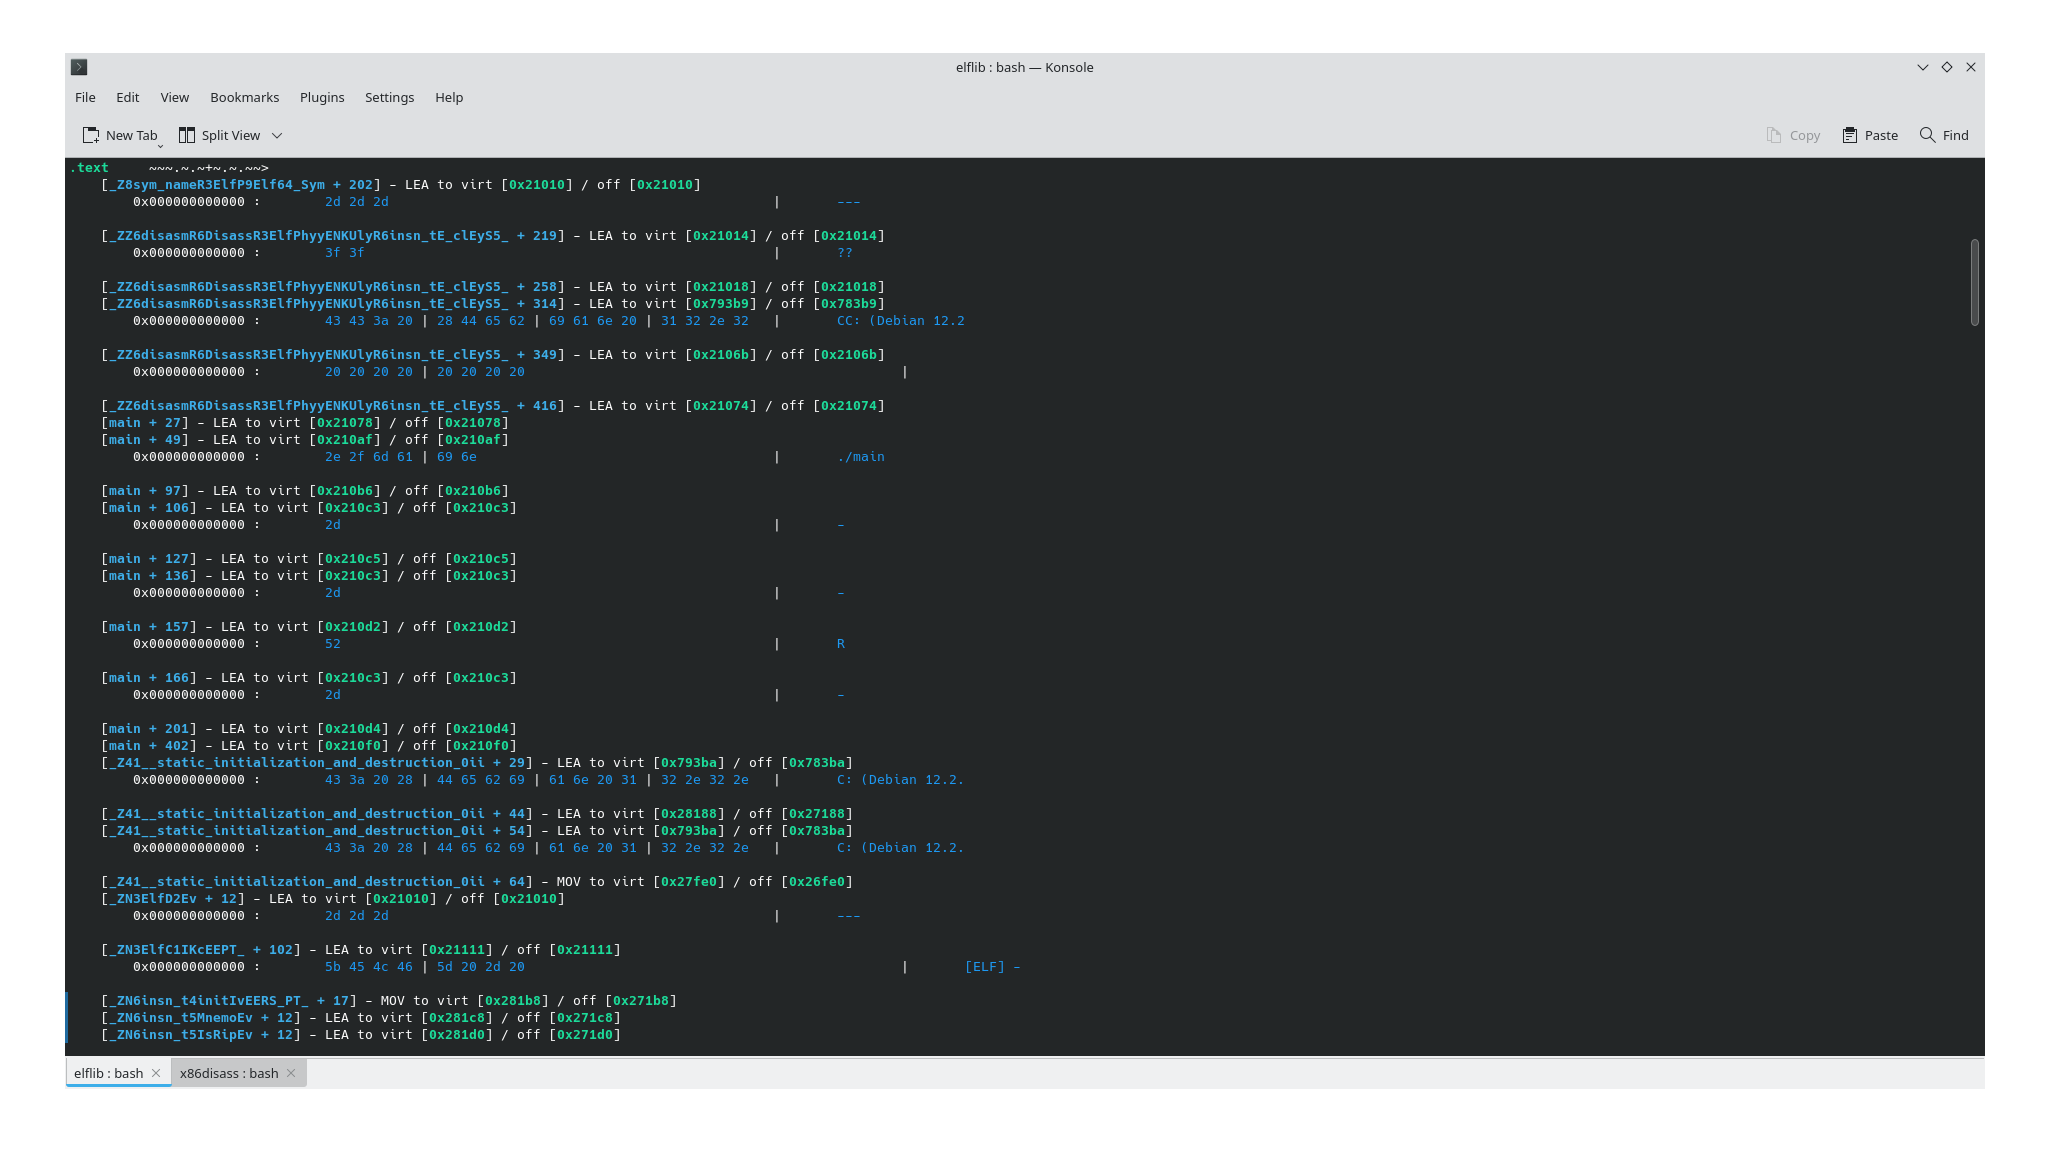 elflib : bash — Konsole
File Edit View Bookmarks Plugins Settings Help
New Tab Split View Copy Paste Find
.text ~~~.~.~+~.~.~~>
[_Z8sym_nameR3ElfP9Elf64_Sym + 202] – LEA to virt [0x21010] / off [0x21010]
0x000000000000 : 2d 2d 2d | ---
[_ZZ6disasmR6DisassR3ElfPhyyENKUlyR6insn_tE_clEyS5_ + 219] – LEA to virt [0x21014] / off [0x21014]
0x000000000000 : 3f 3f | ??
[_ZZ6disasmR6DisassR3ElfPhyyENKUlyR6insn_tE_clEyS5_ + 258] – LEA to virt [0x21018] / off [0x21018]
[_ZZ6disasmR6DisassR3ElfPhyyENKUlyR6insn_tE_clEyS5_ + 314] – LEA to virt [0x793b9] / off [0x783b9]
0x000000000000 : 43 43 3a 20 | 28 44 65 62 | 69 61 6e 20 | 31 32 2e 32 | CC: (Debian 12.2
[_ZZ6disasmR6DisassR3ElfPhyyENKUlyR6insn_tE_clEyS5_ + 349] – LEA to virt [0x2106b] / off [0x2106b]
0x000000000000 : 20 20 20 20 | 20 20 20 20 |
[_ZZ6disasmR6DisassR3ElfPhyyENKUlyR6insn_tE_clEyS5_ + 416] – LEA to virt [0x21074] / off [0x21074]
[main + 27] – LEA to virt [0x21078] / off [0x21078]
[main + 49] – LEA to virt [0x210af] / off [0x210af]
0x000000000000 : 2e 2f 6d 61 | 69 6e | ./main
[main + 97] – LEA to virt [0x210b6] / off [0x210b6]
[main + 106] – LEA to virt [0x210c3] / off [0x210c3]
0x000000000000 : 2d | -
[main + 127] – LEA to virt [0x210c5] / off [0x210c5]
[main + 136] – LEA to virt [0x210c3] / off [0x210c3]
0x000000000000 : 2d | -
[main + 157] – LEA to virt [0x210d2] / off [0x210d2]
0x000000000000 : 52 | R
[main + 166] – LEA to virt [0x210c3] / off [0x210c3]
0x000000000000 : 2d | -
[main + 201] – LEA to virt [0x210d4] / off [0x210d4]
[main + 402] – LEA to virt [0x210f0] / off [0x210f0]
[_Z41__static_initialization_and_destruction_0ii + 29] – LEA to virt [0x793ba] / off [0x783ba]
0x000000000000 : 43 3a 20 28 | 44 65 62 69 | 61 6e 20 31 | 32 2e 32 2e | C: (Debian 12.2.
[_Z41__static_initialization_and_destruction_0ii + 44] – LEA to virt [0x28188] / off [0x27188]
[_Z41__static_initialization_and_destruction_0ii + 54] – LEA to virt [0x793ba] / off [0x783ba]
0x000000000000 : 43 3a 20 28 | 44 65 62 69 | 61 6e 20 31 | 32 2e 32 2e | C: (Debian 12.2.
[_Z41__static_initialization_and_destruction_0ii + 64] – MOV to virt [0x27fe0] / off [0x26fe0]
[_ZN3ElfD2Ev + 12] – LEA to virt [0x21010] / off [0x21010]
0x000000000000 : 2d 2d 2d | ---
[_ZN3ElfC1IKcEEPT_ + 102] – LEA to virt [0x21111] / off [0x21111]
0x000000000000 : 5b 45 4c 46 | 5d 20 2d 20 | [ELF] -
[_ZN6insn_t4initIvEERS_PT_ + 17] – MOV to virt [0x281b8] / off [0x271b8]
[_ZN6insn_t5MnemoEv + 12] – LEA to virt [0x281c8] / off [0x271c8]
[_ZN6insn_t5IsRipEv + 12] – LEA to virt [0x281d0] / off [0x271d0]
elflib : bash x86disass : bash